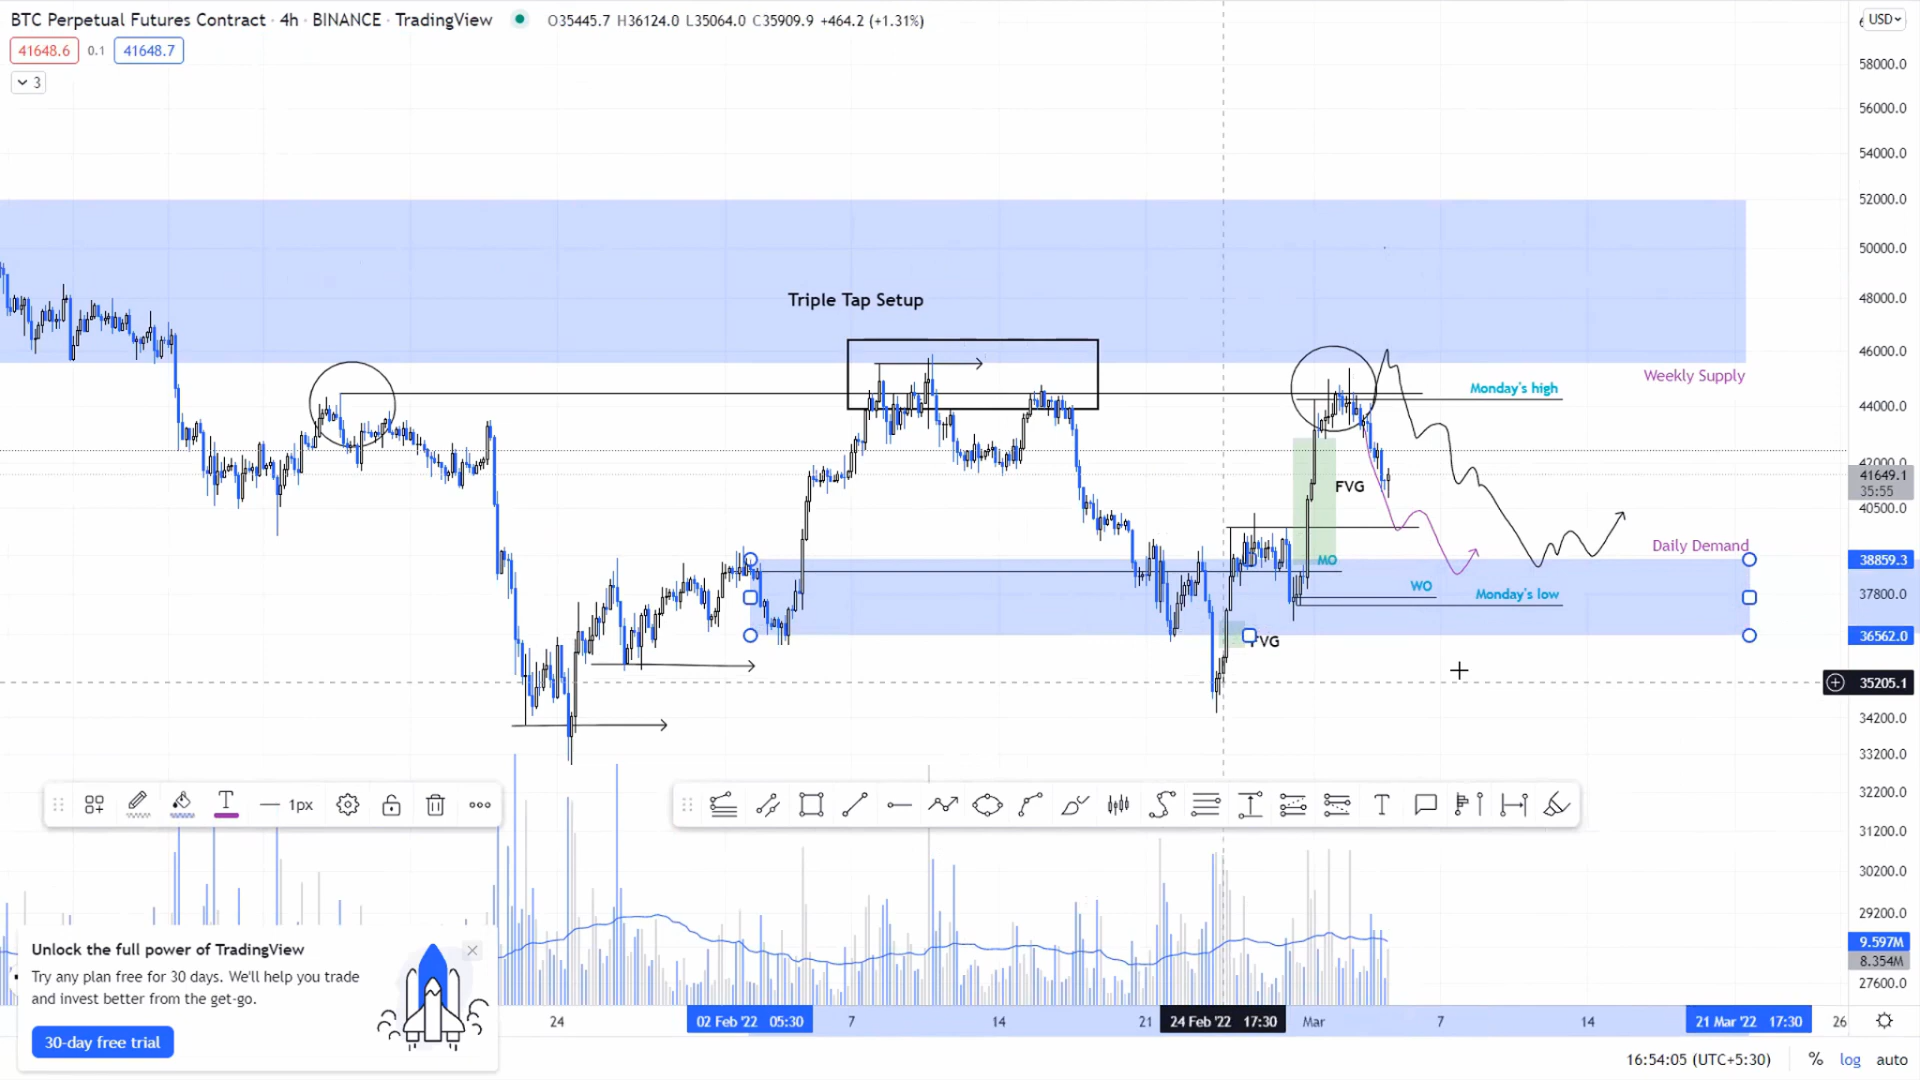 BTC Perpetual Futures Contract · 4h · BINANCE · TradingView O35445.7 H36124.0 L35064.0 C35909.9 +464.2 (+1.31%)
USD
41648.6 0.1 41648.7
3
58000.0
56000.0
54000.0
52000.0
50000.0
48000.0
Triple Tap Setup
46000.0
Weekly Supply
Monday's high
44000.0
42000.0
41649.1
35:55
FVG
40500.0
Daily Demand
38859.3
MO
WO
Monday's low
37800.0
36562.0
FVG
35205.1
34200.0
33200.0
32200.0
1px
31200.0
30200.0
29200.0
9.597M
8.354M
27600.0
Unlock the full power of TradingView
Try any plan free for 30 days. We'll help you trade
and invest better from the get-go.
30-day free trial
24 02 Feb '22 05:30 7 14 21 24 Feb '22 17:30 Mar 7 14 21 Mar '22 17:30 26
16:54:05 (UTC+5:30) % log auto